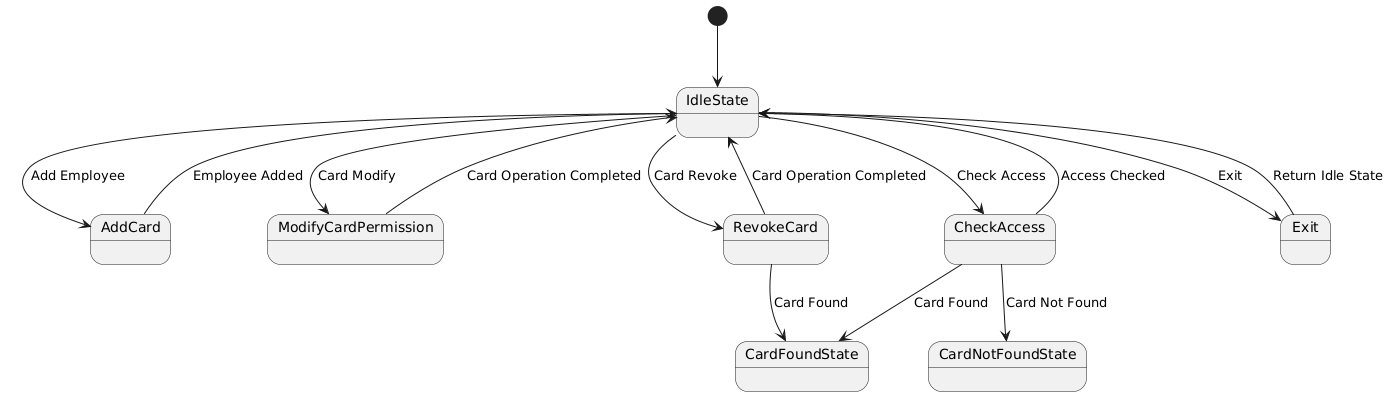 IdleState
Add Employee
Employee Added
Card Modify
Card Operation Completed
Card Revoke
Card Operation Completed
Check Access
Access Checked
Exit
Return Idle State
AddCard
ModifyCardPermission
RevokeCard
CheckAccess
Exit
Card Found
Card Found
Card Not Found
CardFoundState
CardNotFoundState